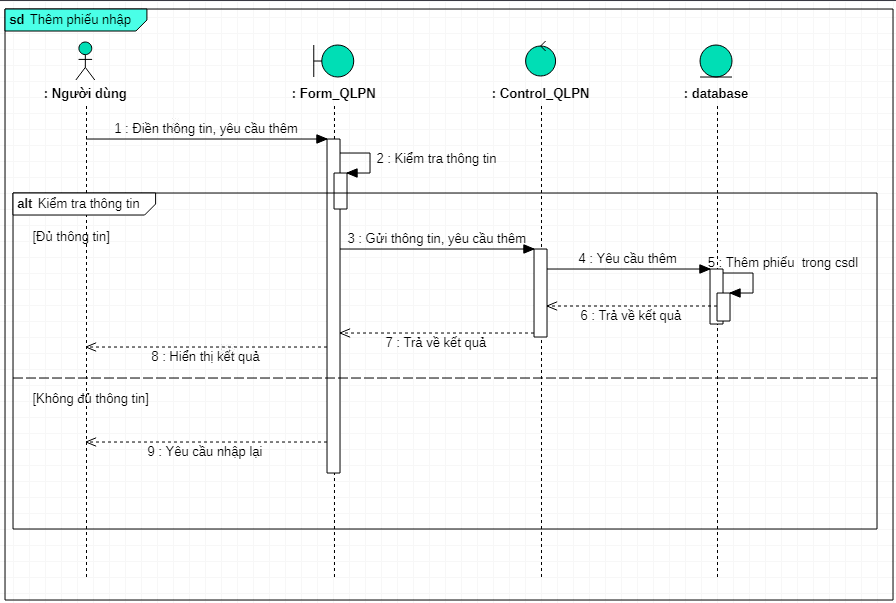 sd Thêm phiếu nhập
: Người dùng
: Form_QLPN
: Control_QLPN
: database
1 : Điền thông tin, yêu cầu thêm
2 : Kiểm tra thông tin
alt Kiểm tra thông tin
[Đủ thông tin]
3 : Gửi thông tin, yêu cầu thêm
4 : Yêu cầu thêm
5 : Thêm phiếu trong csdl
6 : Trả về kết quả
7 : Trả về kết quả
8 : Hiển thị kết quả
[Không đủ thông tin]
9 : Yêu cầu nhập lại